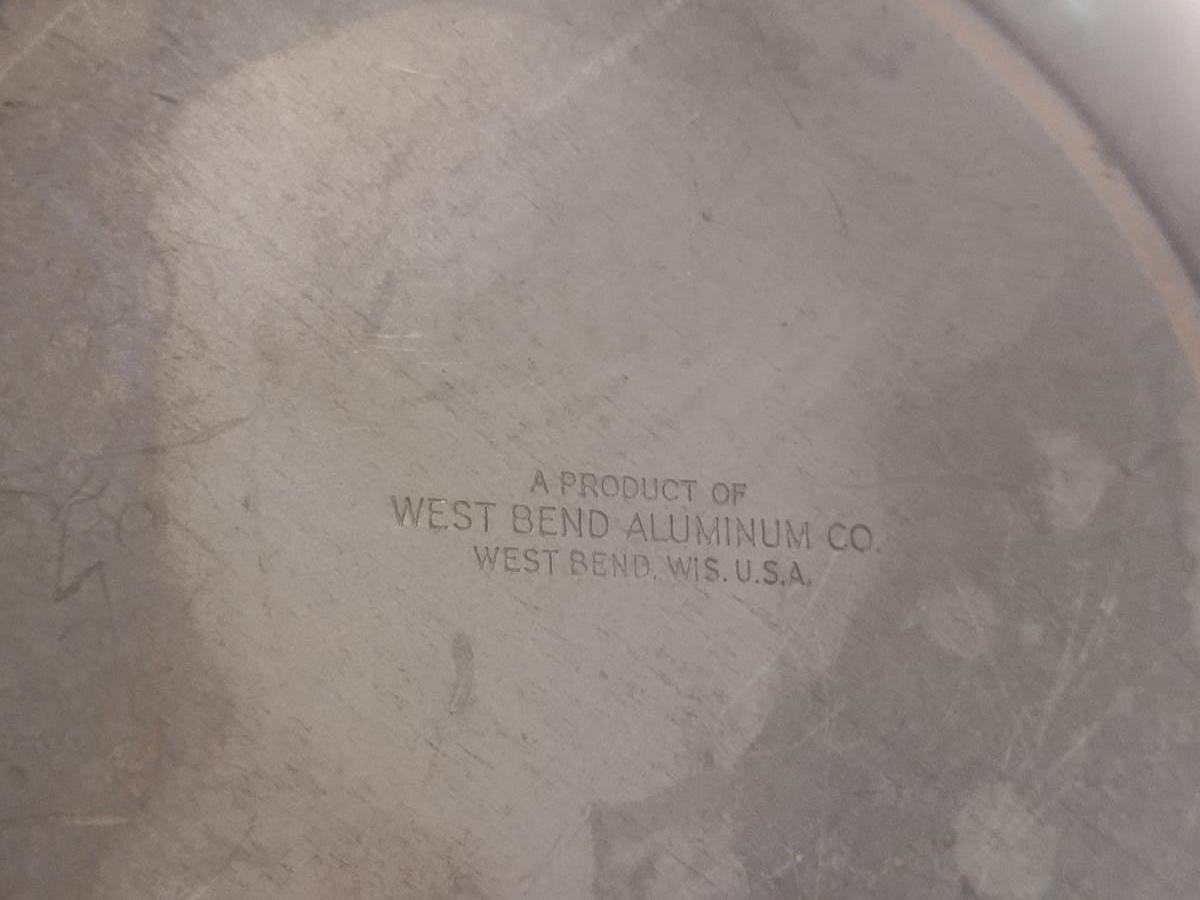 A PRODUCT OF
WEST BEND ALUMINUM CO.
WEST BEND. WIS. U.S.A.